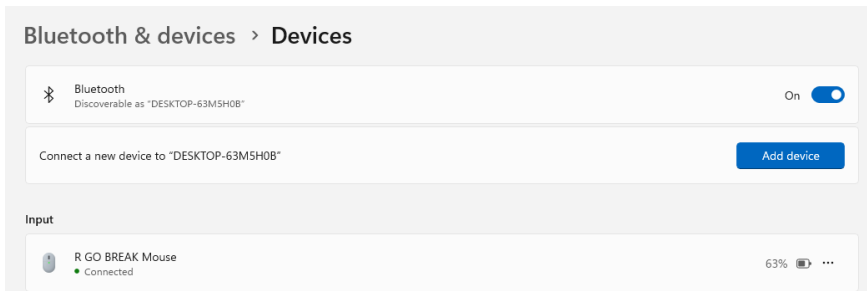 Bluetooth & devices > Devices
Bluetooth
Discoverable as "DESKTOP-63M5H0B"
On
Connect a new device to "DESKTOP-63M5H0B"
Add device
Input
R GO BREAK Mouse
Connected
63%